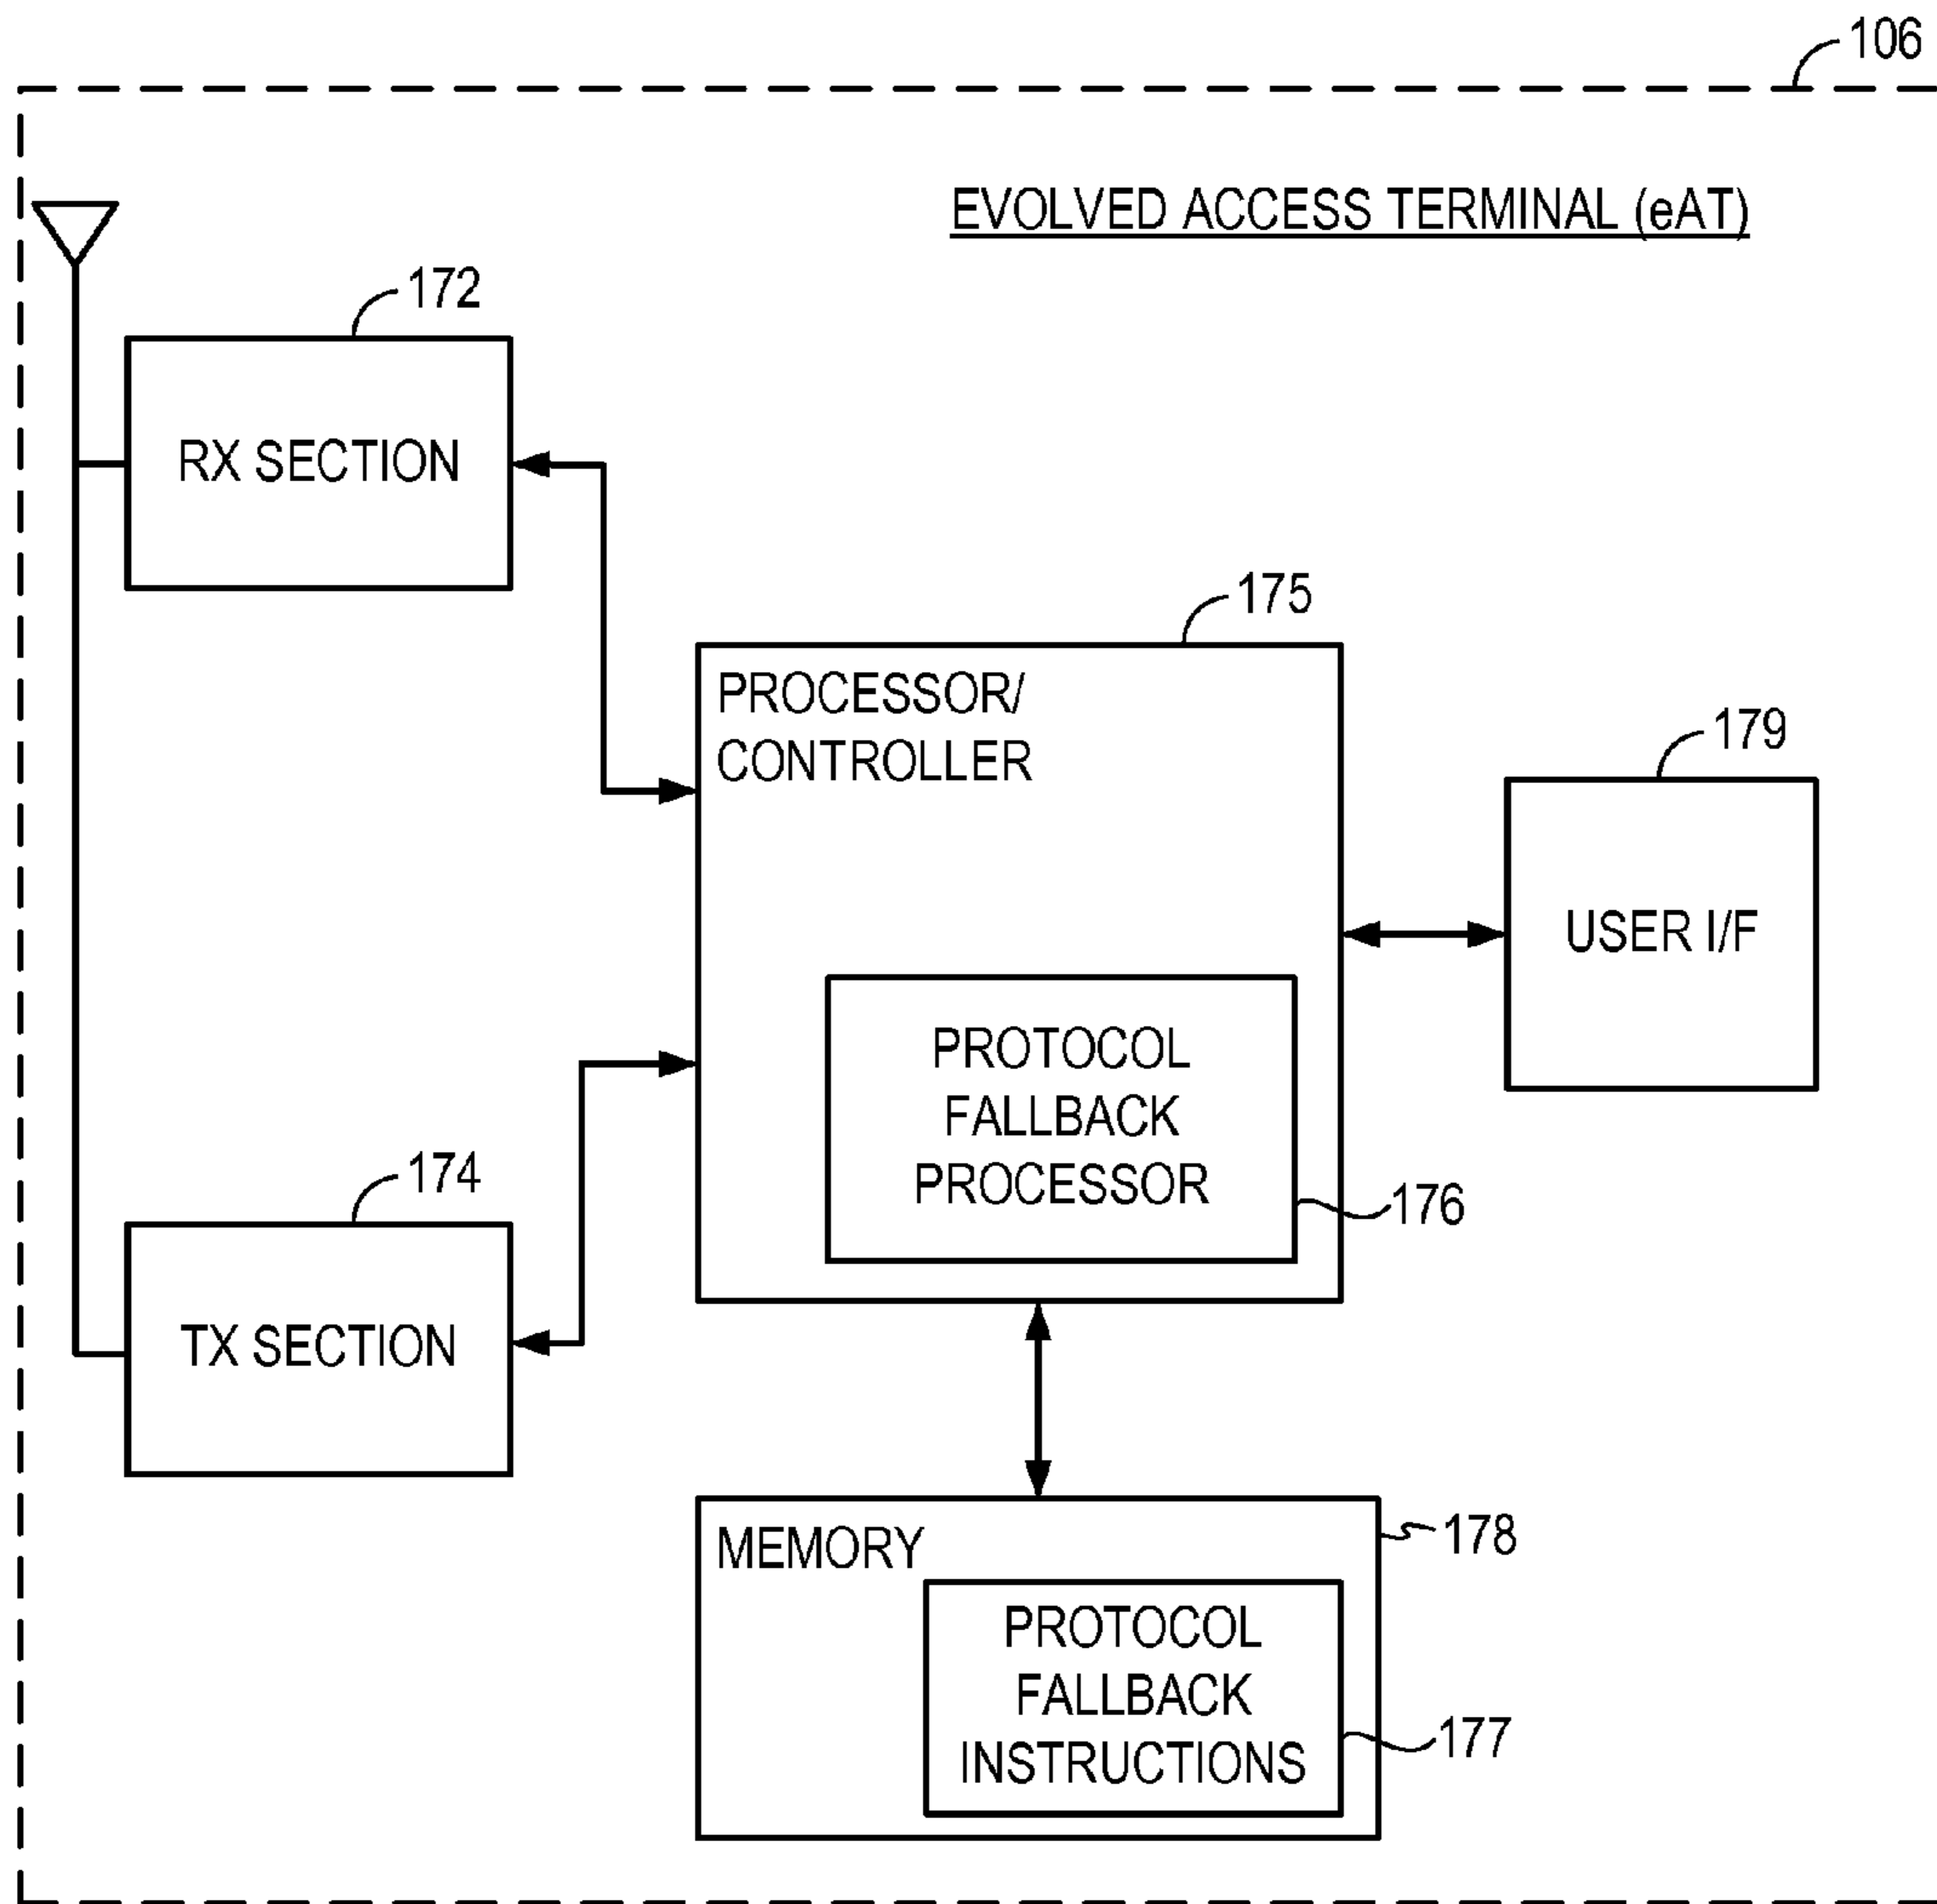 106
EVOLVED ACCESS TERMINAL (eAT)
172
RX SECTION
175
PROCESSOR/
CONTROLLER
179
USER I/F
PROTOCOL
FALLBACK
PROCESSOR
176
174
TX SECTION
178
MEMORY
PROTOCOL
FALLBACK
INSTRUCTIONS
177